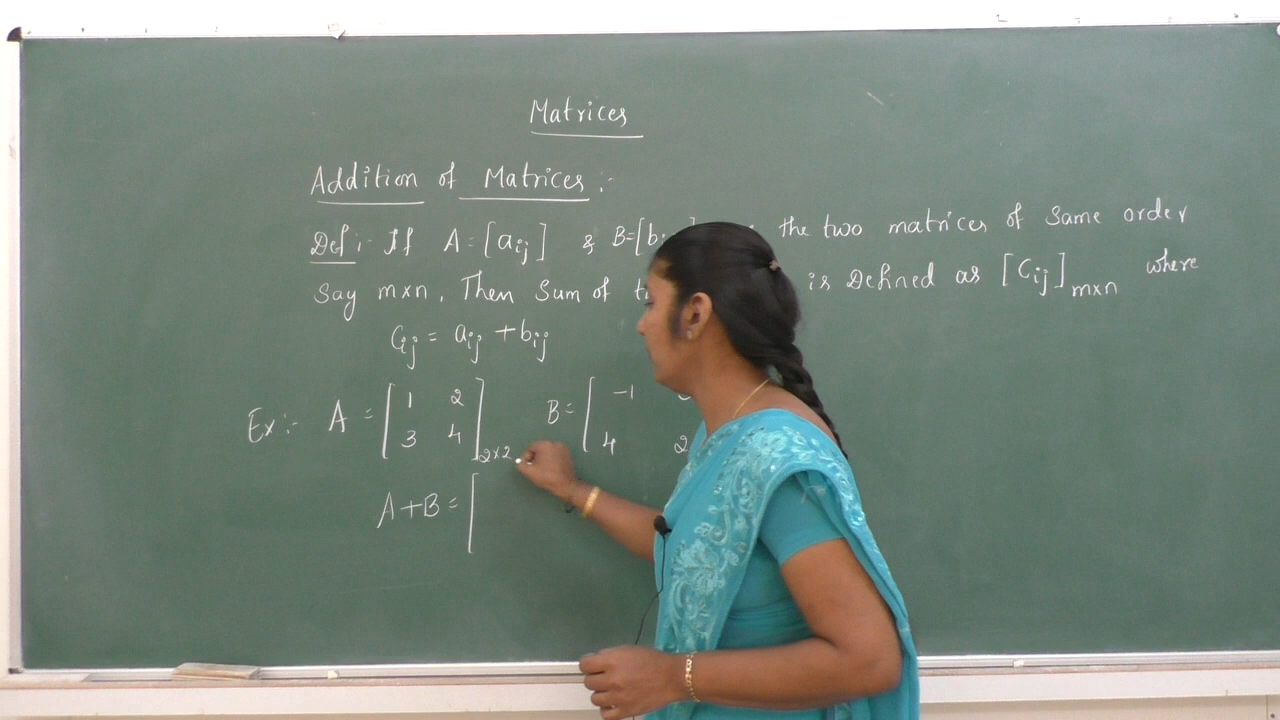 Matrices
Addition of Matrices :-
Def :- If A = [aij] & B=[b the two matrices of Same order
Say m×n, Then Sum of is Defined as [Cij]m×n where
Cij = aij + bij
Ex:- A = [1 2
3 4]2×2 B = [-1
4 2
A+B = [